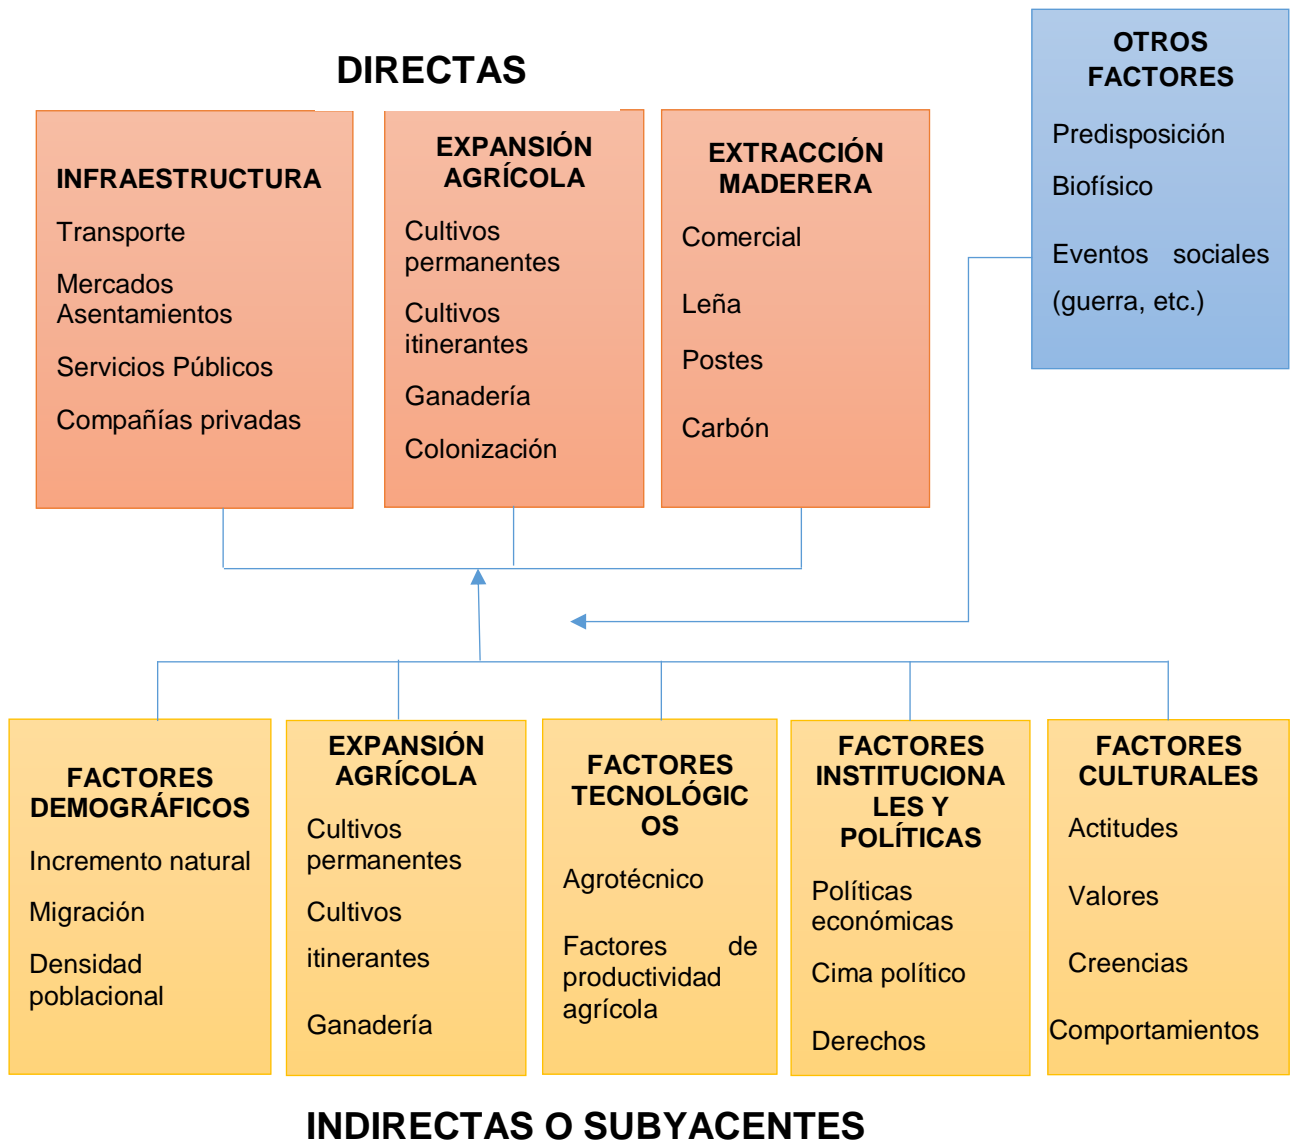 DIRECTAS
INFRAESTRUCTURA
Transporte
Mercados
Asentamientos
Servicios Públicos
Compañías privadas
EXPANSIÓN
AGRÍCOLA
Cultivos
permanentes
Cultivos
itinerantes
Ganadería
Colonización
EXTRACCIÓN
MADERERA
Comercial
Leña
Postes
Carbón
OTROS
FACTORES
Predisposición
Biofísico
Eventos sociales
(guerra, etc.)
FACTORES
DEMOGRÁFICOS
Incremento natural
Migración
Densidad
poblacional
EXPANSIÓN
AGRÍCOLA
Cultivos
permanentes
Cultivos
itinerantes
Ganadería
FACTORES
TECNOLÓGIC
OS
Agrotécnico
Factores de
productividad
agrícola
FACTORES
INSTITUCIONA
LES Y
POLÍTICAS
Políticas
económicas
Cima político
Derechos
FACTORES
CULTURALES
Actitudes
Valores
Creencias
Comportamientos
INDIRECTAS O SUBYACENTES